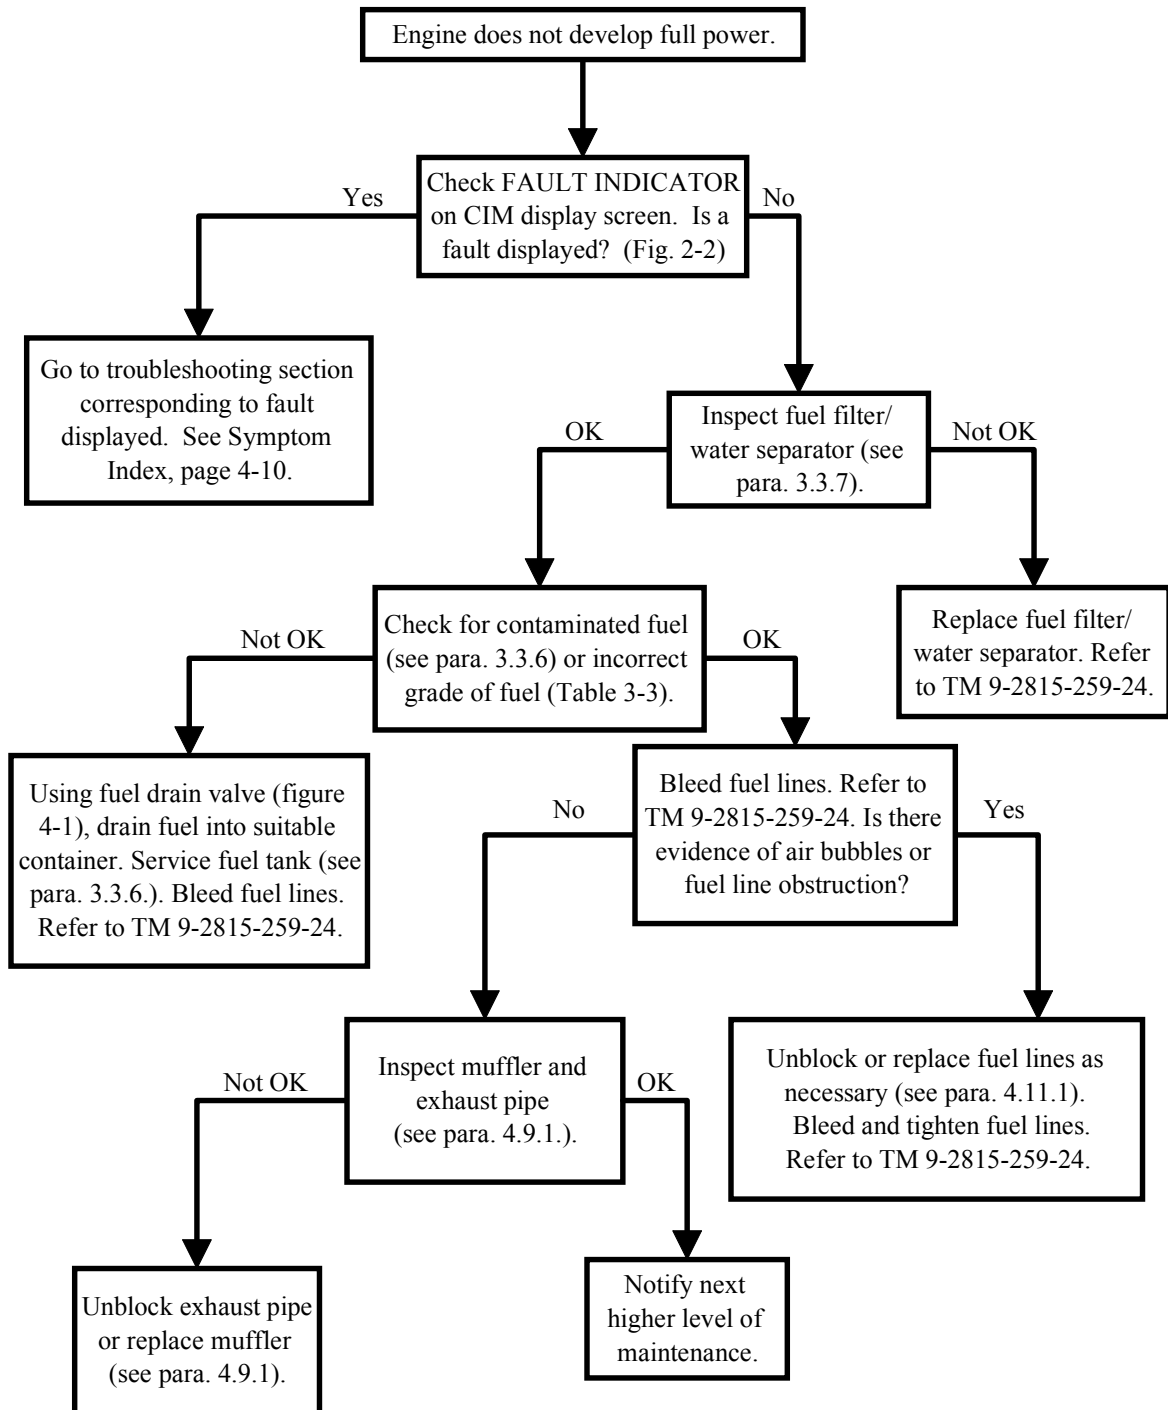 Engine does not develop full power.
Check FAULT INDICATOR
on CIM display screen. Is a
fault displayed? (Fig. 2-2)
Yes
No
Go to troubleshooting section
corresponding to fault
displayed. See Symptom
Index, page 4-10.
Inspect fuel filter/
water separator (see
para. 3.3.7).
OK
Not OK
Check for contaminated fuel
(see para. 3.3.6) or incorrect
grade of fuel (Table 3-3).
Not OK
OK
Replace fuel filter/
water separator. Refer
to TM 9-2815-259-24.
Using fuel drain valve (figure
4-1), drain fuel into suitable
container. Service fuel tank (see
para. 3.3.6.). Bleed fuel lines.
Refer to TM 9-2815-259-24.
Bleed fuel lines. Refer to
TM 9-2815-259-24. Is there
evidence of air bubbles or
fuel line obstruction?
No
Yes
Inspect muffler and
exhaust pipe
(see para. 4.9.1.).
Not OK
OK
Unblock or replace fuel lines as
necessary (see para. 4.11.1).
Bleed and tighten fuel lines.
Refer to TM 9-2815-259-24.
Unblock exhaust pipe
or replace muffler
(see para. 4.9.1).
Notify next
higher level of
maintenance.